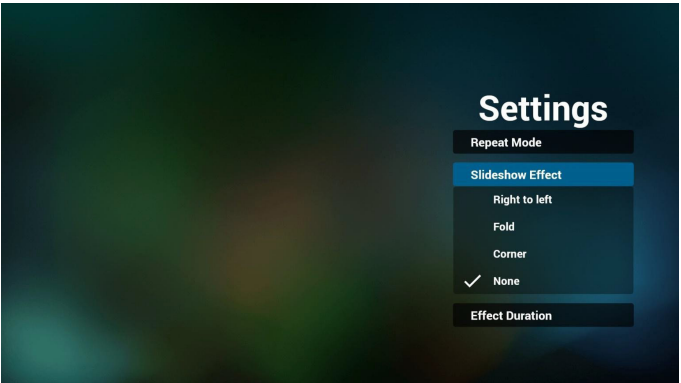 Settings
Repeat Mode
Slideshow Effect
Right to left
Fold
Corner
None
Effect Duration